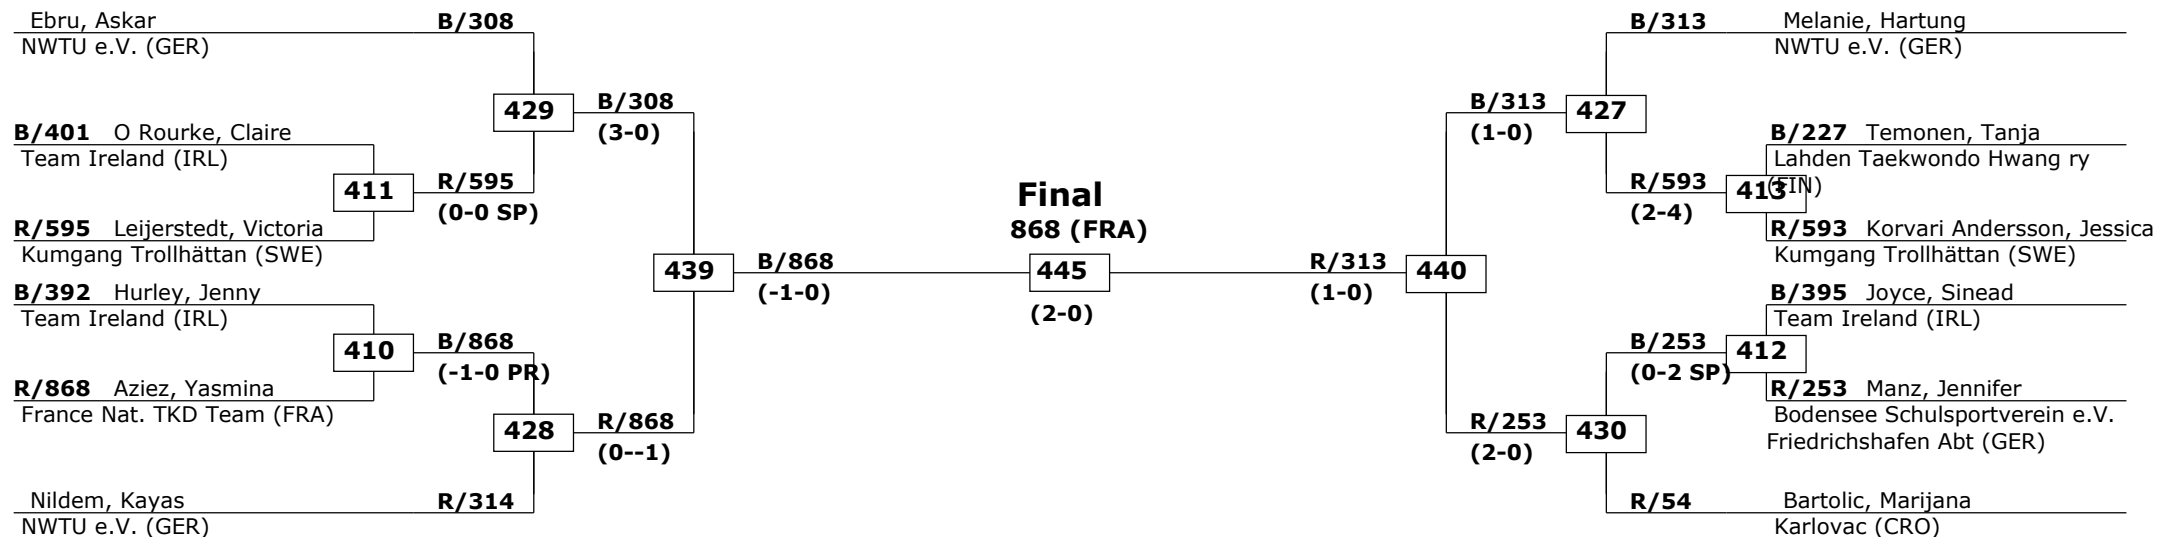 Ebru, Askar
B/308
NWTU e.V. (GER)
B/401 O Rourke, Claire
Team Ireland (IRL)
411
R/595
(0-0 SP)
R/595 Leijerstedt, Victoria
Kumgang Trollhättan (SWE)
429
B/308
(3-0)
B/392 Hurley, Jenny
Team Ireland (IRL)
410
B/868
(-1-0 PR)
R/868 Aziez, Yasmina
France Nat. TKD Team (FRA)
428
R/868
(0--1)
Nildem, Kayas
R/314
NWTU e.V. (GER)
439
B/868
(-1-0)
Final
868 (FRA)
445
(2-0)
R/313
(1-0)
440
B/313
(1-0)
427
B/313
Melanie, Hartung
NWTU e.V. (GER)
B/227 Temonen, Tanja
Lahden Taekwondo Hwang ry
(FIN)
R/593
(2-4)
413
R/593 Korvari Andersson, Jessica
Kumgang Trollhättan (SWE)
B/395 Joyce, Sinead
Team Ireland (IRL)
B/253
(0-2 SP)
412
R/253 Manz, Jennifer
Bodensee Schulsportverein e.V.
Friedrichshafen Abt (GER)
R/253
(2-0)
430
R/54
Bartolic, Marijana
Karlovac (CRO)